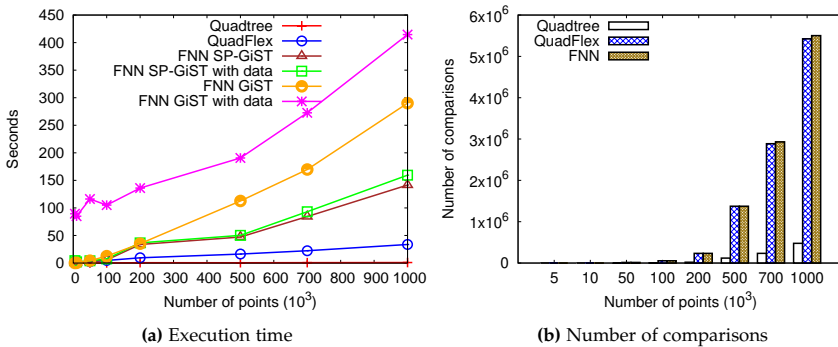 450
400
350
300
250
200
150
100
50
0
Seconds
Quadtree
QuadFlex
FNN SP-GiST
FNN SP-GiST with data
FNN GiST
FNN GiST with data
0 100 200 300 400 500 600 700 800 900 1000
Number of points (10³)
(a) Execution time
6x10⁶
5x10⁶
4x10⁶
3x10⁶
2x10⁶
1x10⁶
0x10⁰
Number of comparisons
Quadtree
QuadFlex
FNN
5 10 50 100 200 500 700 1000
Number of points (10³)
(b) Number of comparisons